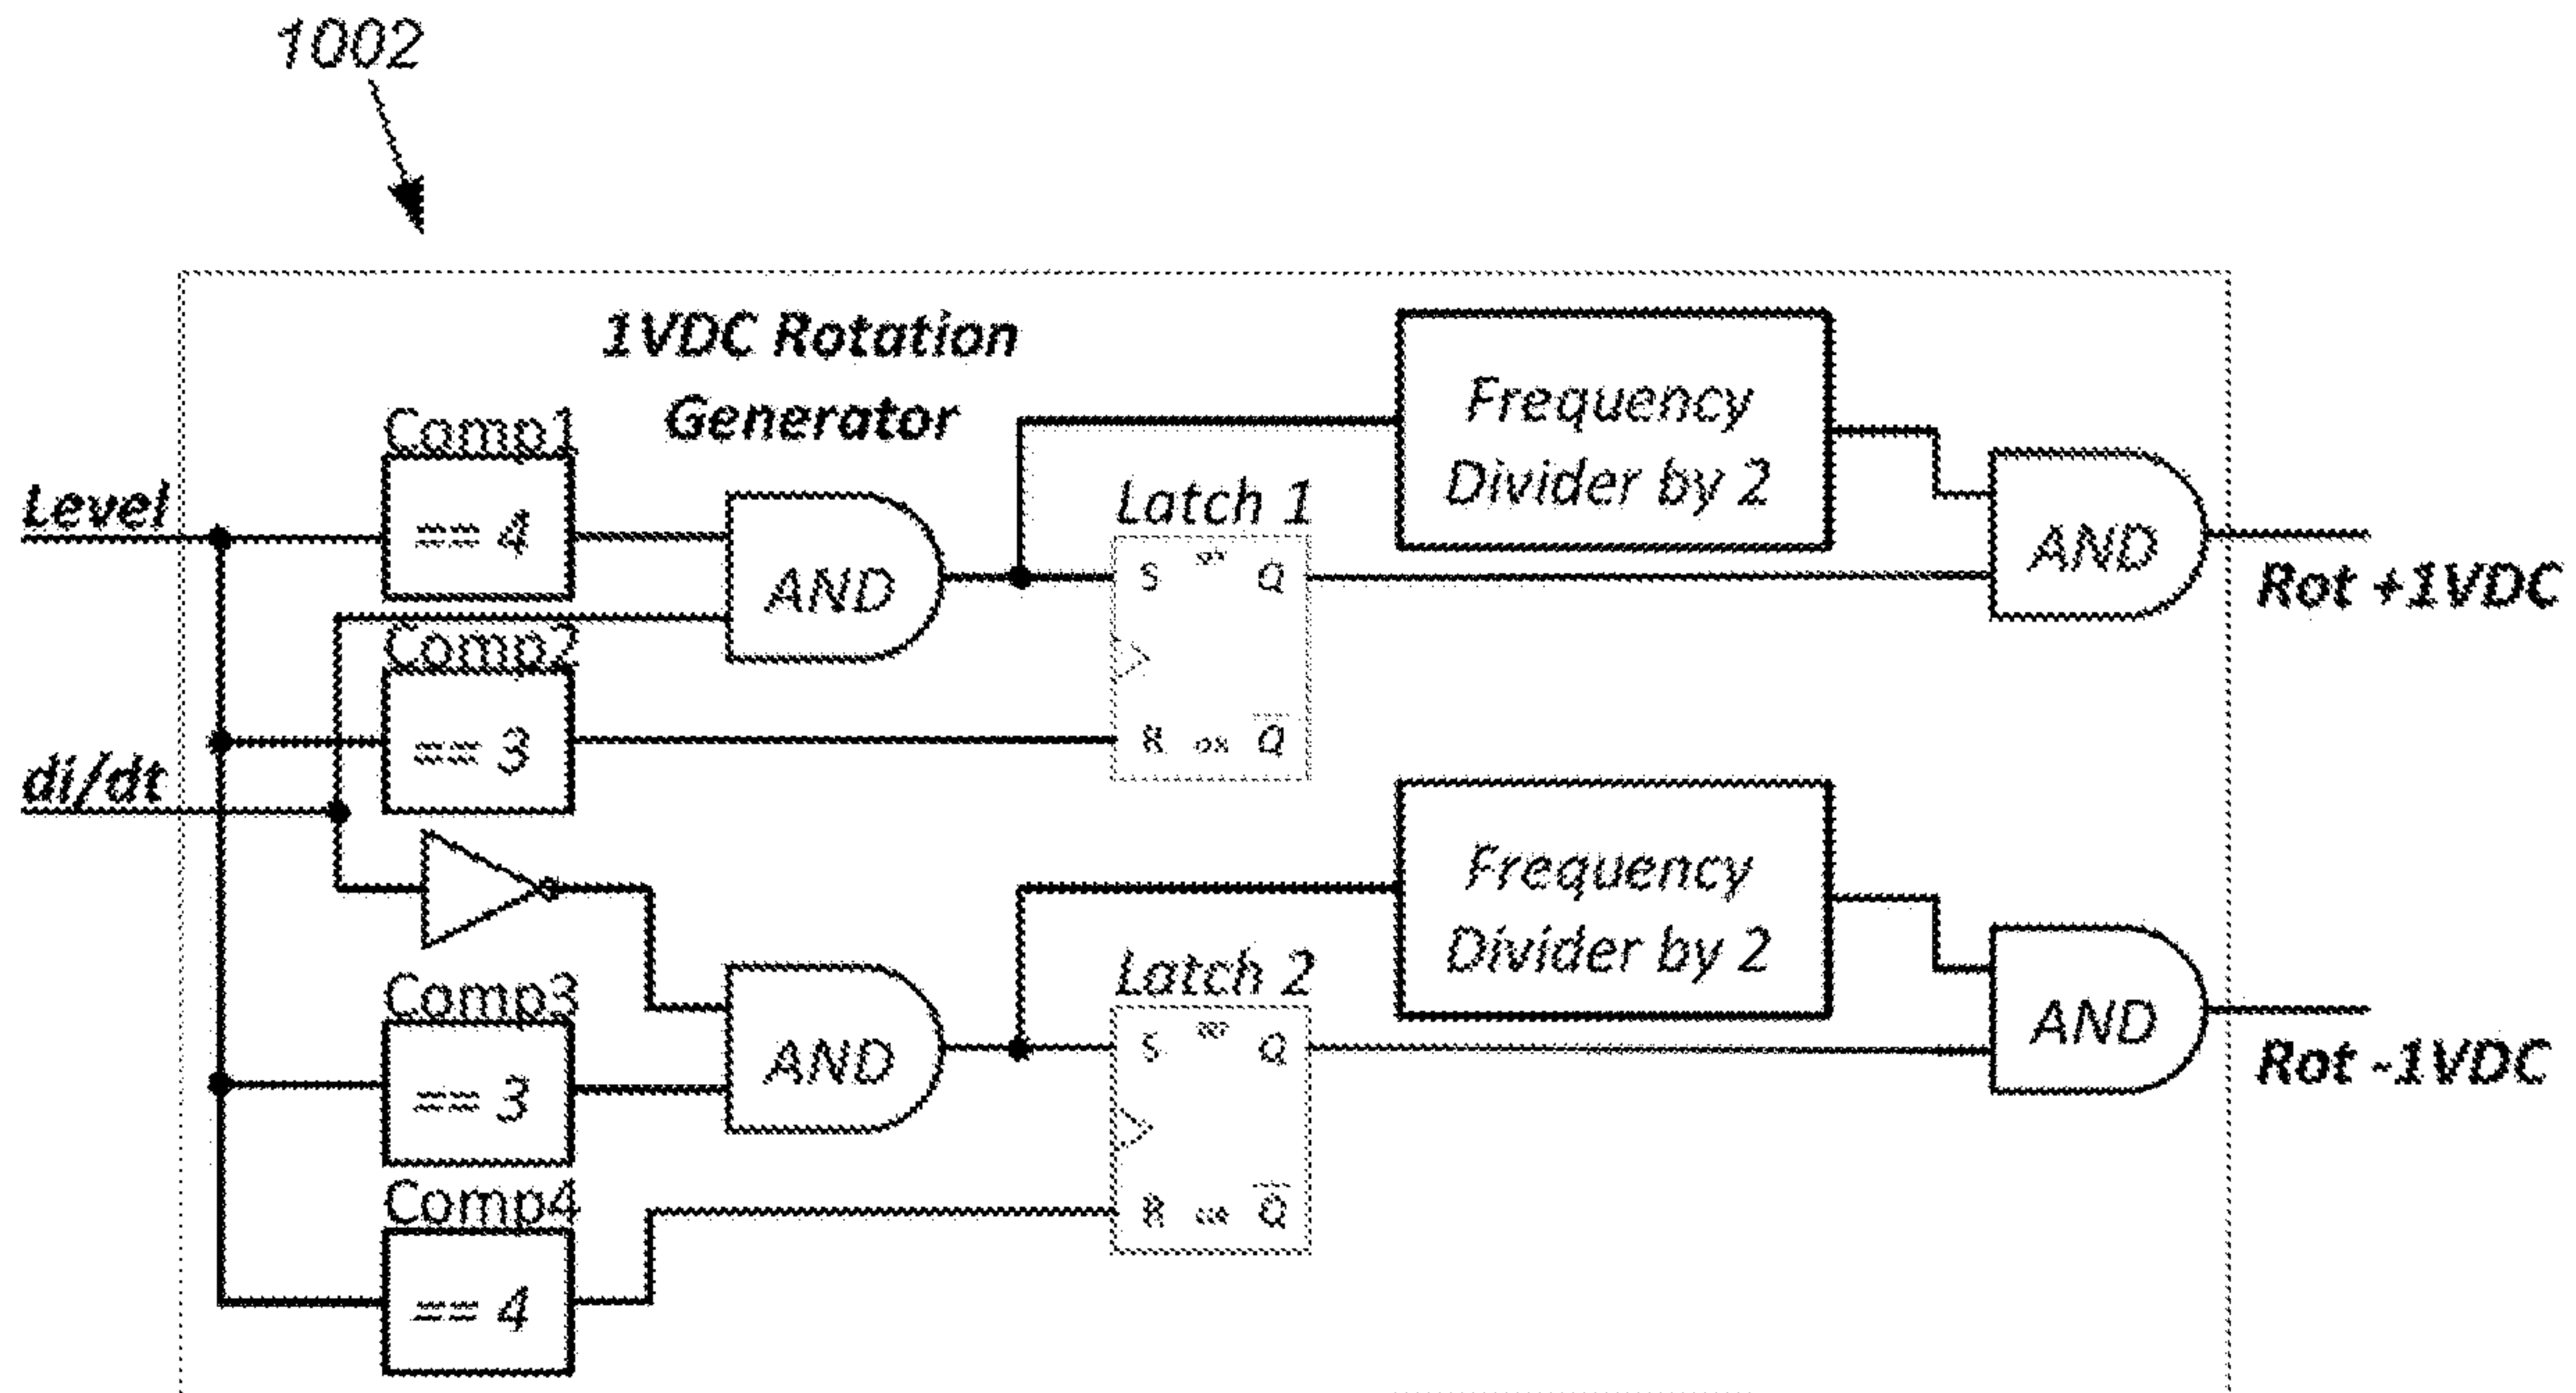 1002
1VDC Rotation
Generator
Level
di/dt
Comp1
== 4
Comp2
== 3
Comp3
== 3
Comp4
== 4
AND
AND
Latch 1
S Q
R Q̅
Latch 2
S Q
R Q̅
Frequency
Divider by 2
Frequency
Divider by 2
AND
AND
Rot +1VDC
Rot -1VDC